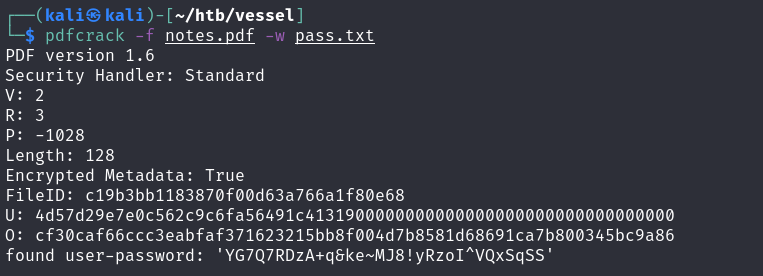 ┌──(kali㉿kali)-[~/htb/vessel]
└─$ pdfcrack -f notes.pdf -w pass.txt
PDF version 1.6
Security Handler: Standard
V: 2
R: 3
P: -1028
Length: 128
Encrypted Metadata: True
FileID: c19b3bb1183870f00d63a766a1f80e68
U: 4d57d29e7e0c562c9c6fa56491c4131900000000000000000000000000000000
O: cf30caf66ccc3eabfaf371623215bb8f004d7b8581d68691ca7b800345bc9a86
found user-password: 'YG7Q7RDzA+q&ke~MJ8!yRzoI^VQxSqSS'